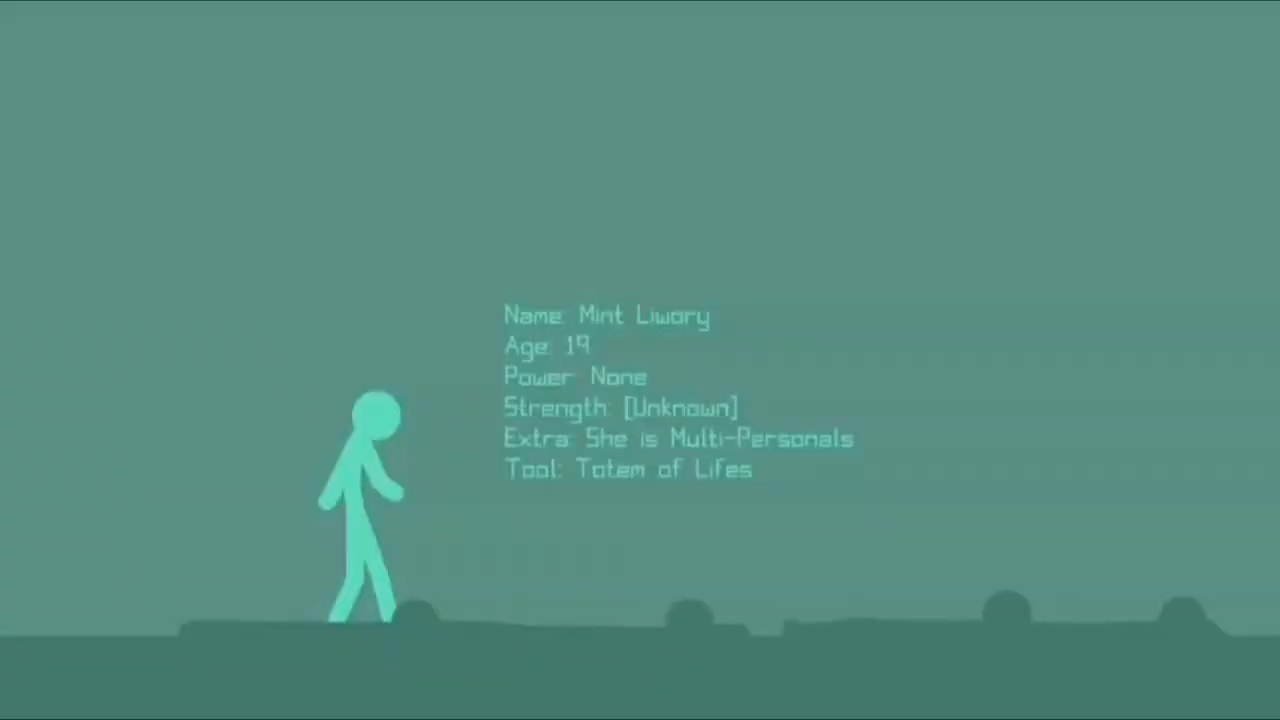 Name: Mint Liwory
Age: 19
Power: None
Strength: [Unknown]
Extra: She is Multi-Personals
Tool: Totem of Lifes